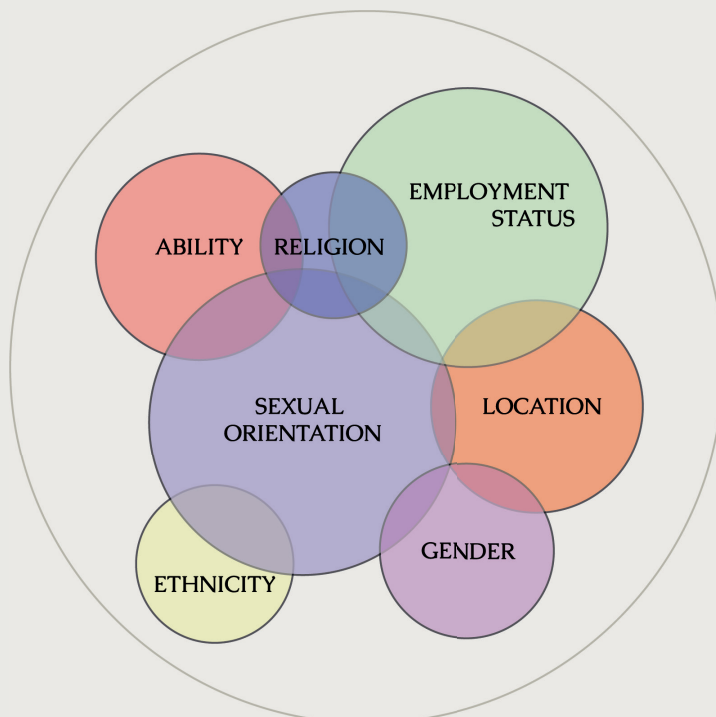 EMPLOYMENT
STATUS
ABILITY
RELIGION
SEXUAL
ORIENTATION
LOCATION
GENDER
ETHNICITY